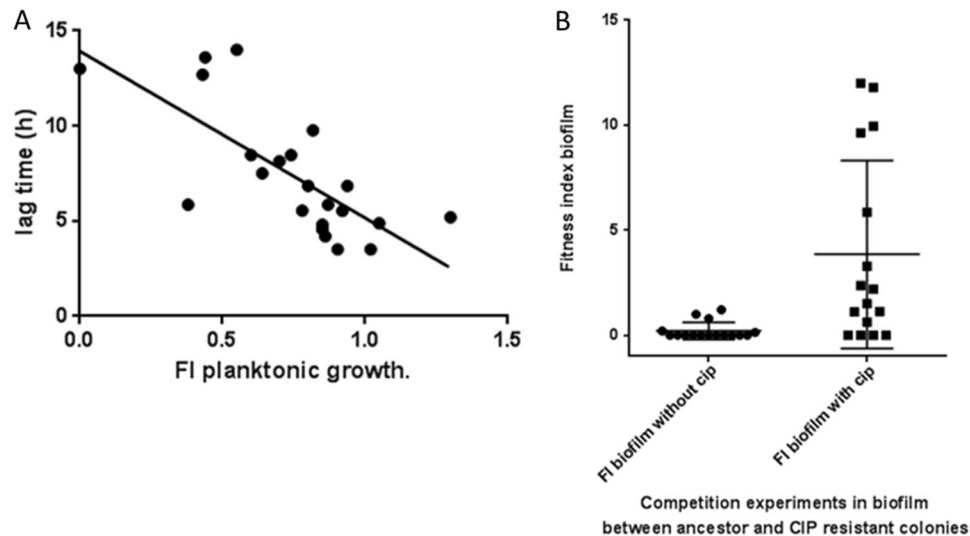 A
15
10
5
0
lag time (h)
0.0
0.5
1.0
1.5
FI planktonic growth.
B
15
10
5
0
Fitness index biofilm
FI biofilm without cip
FI biofilm with cip
Competition experiments in biofilm
between ancestor and CIP resistant colonies